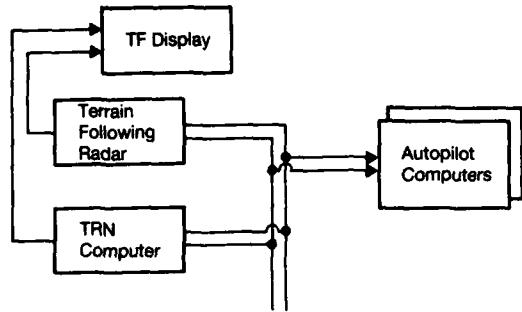 TF Display
Terrain
Following
Radar
Autopilot
Computers
TRN
Computer